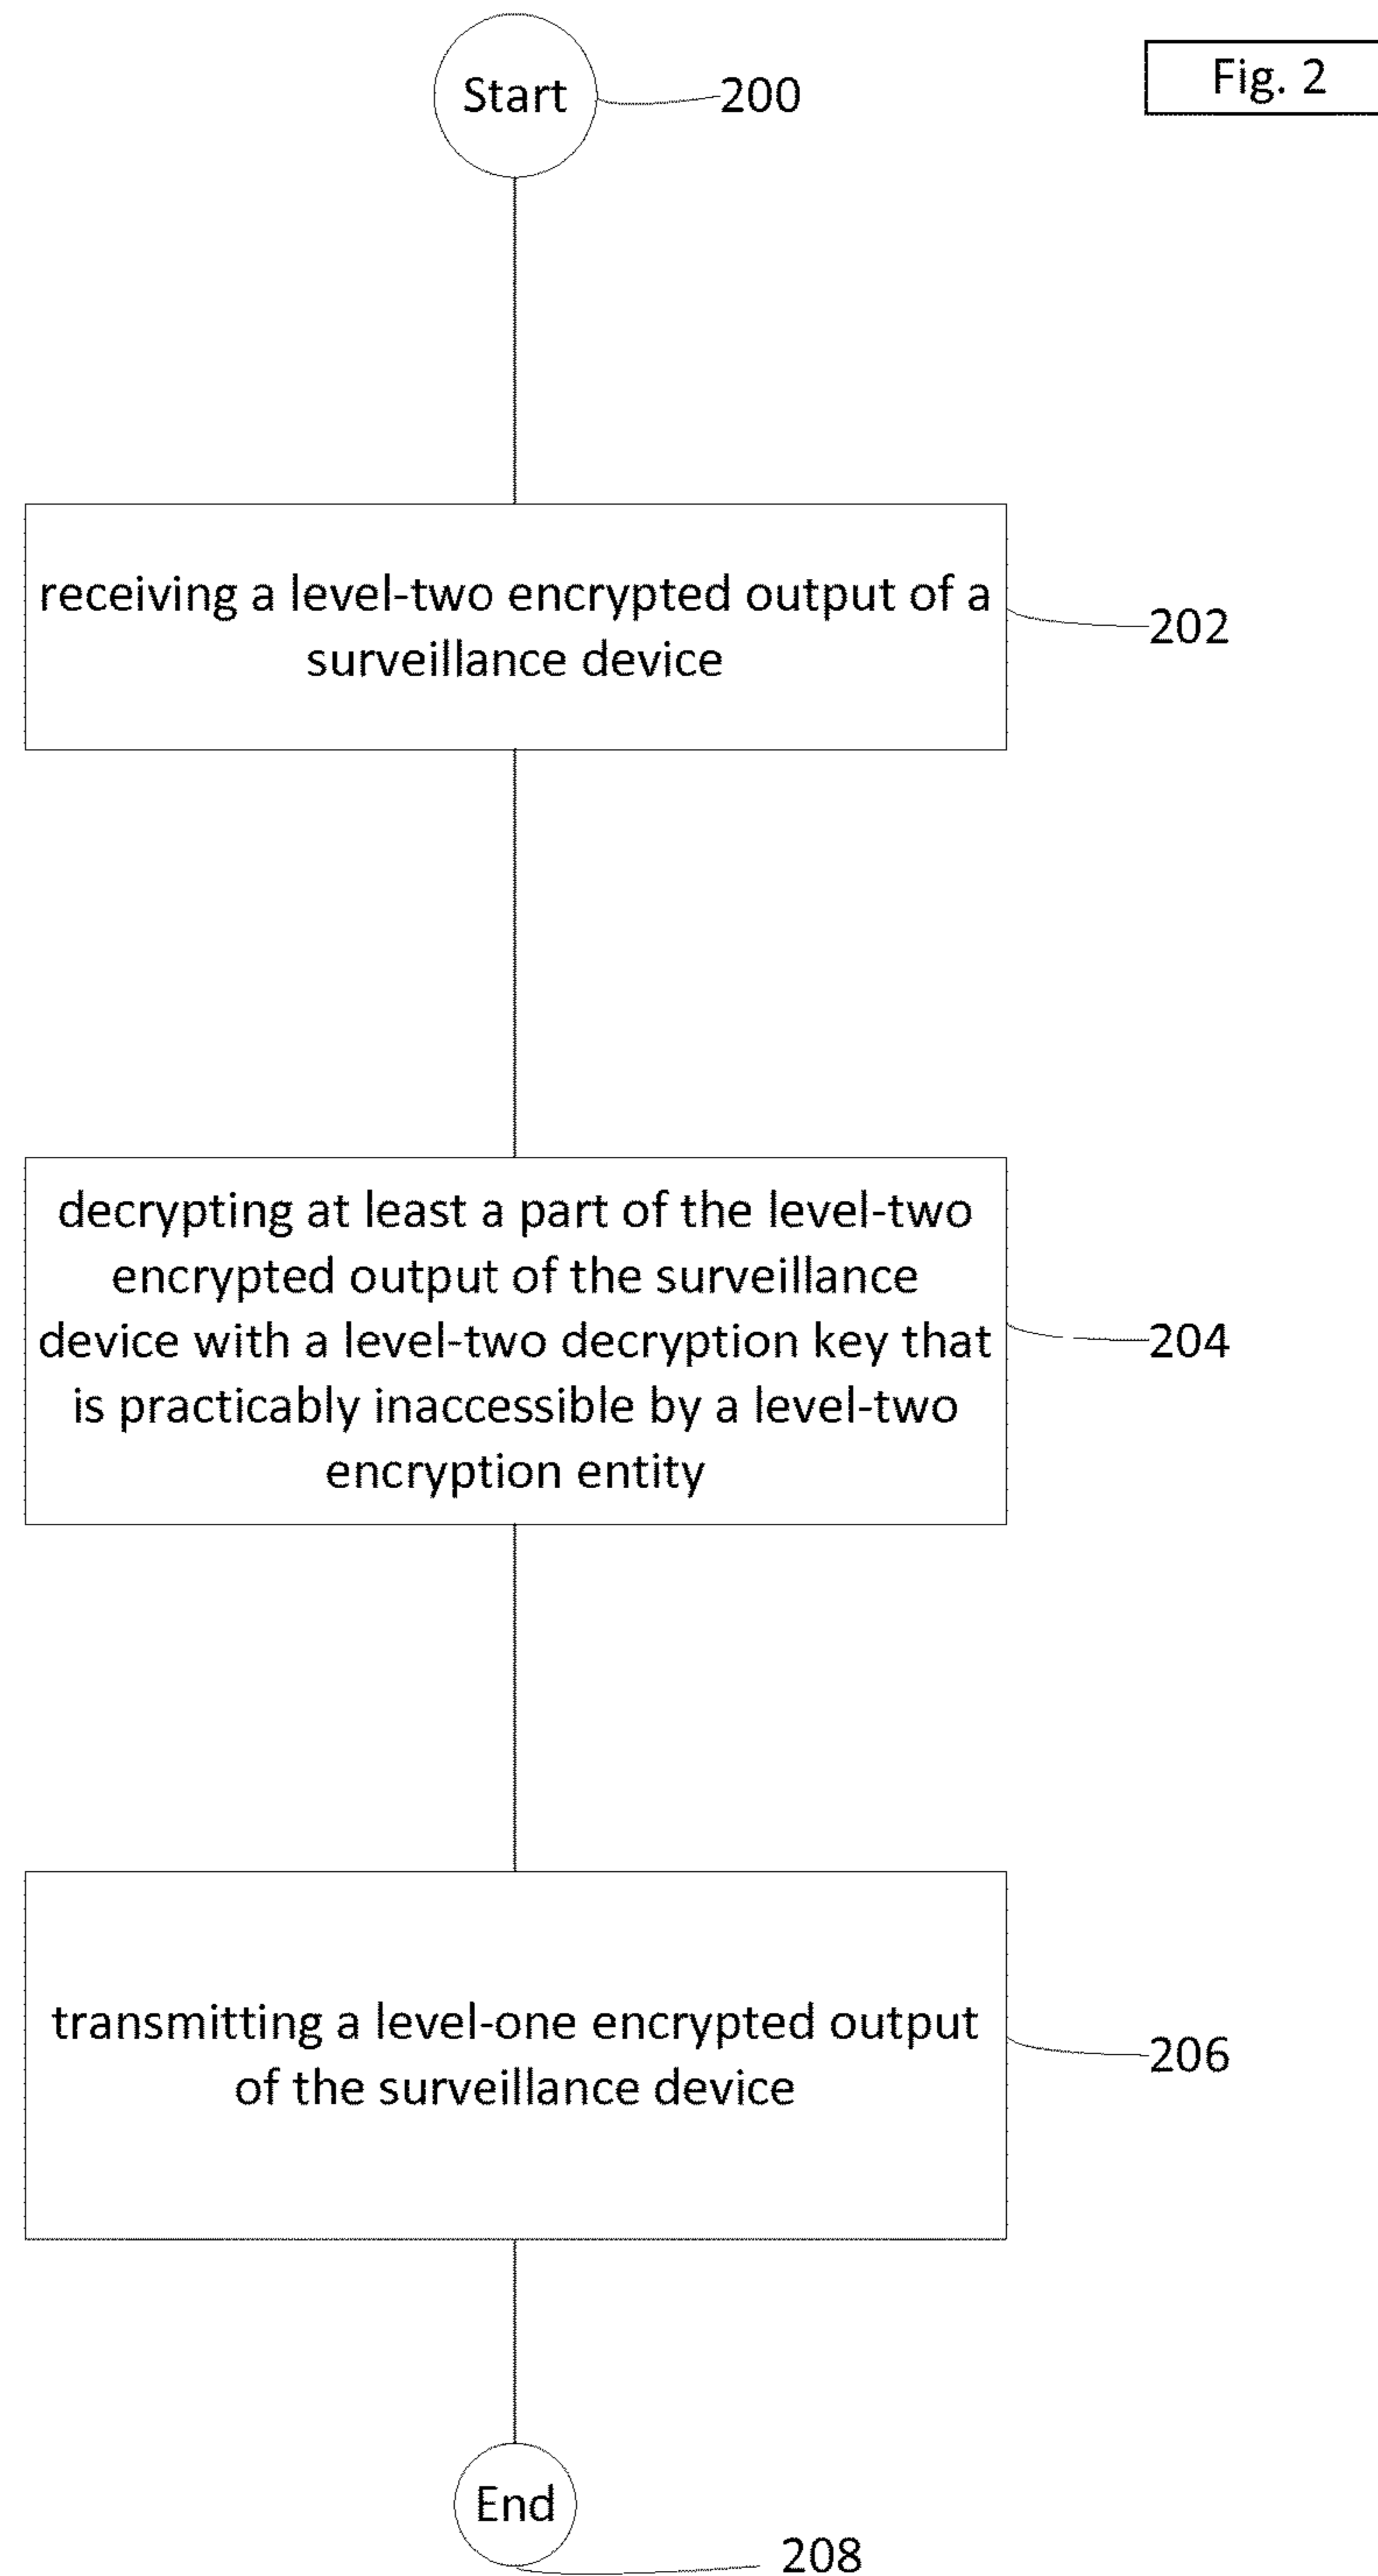 Start
200
Fig. 2
receiving a level-two encrypted output of a
surveillance device
202
decrypting at least a part of the level-two
encrypted output of the surveillance
device with a level-two decryption key that
is practicably inaccessible by a level-two
encryption entity
204
transmitting a level-one encrypted output
of the surveillance device
206
End
208